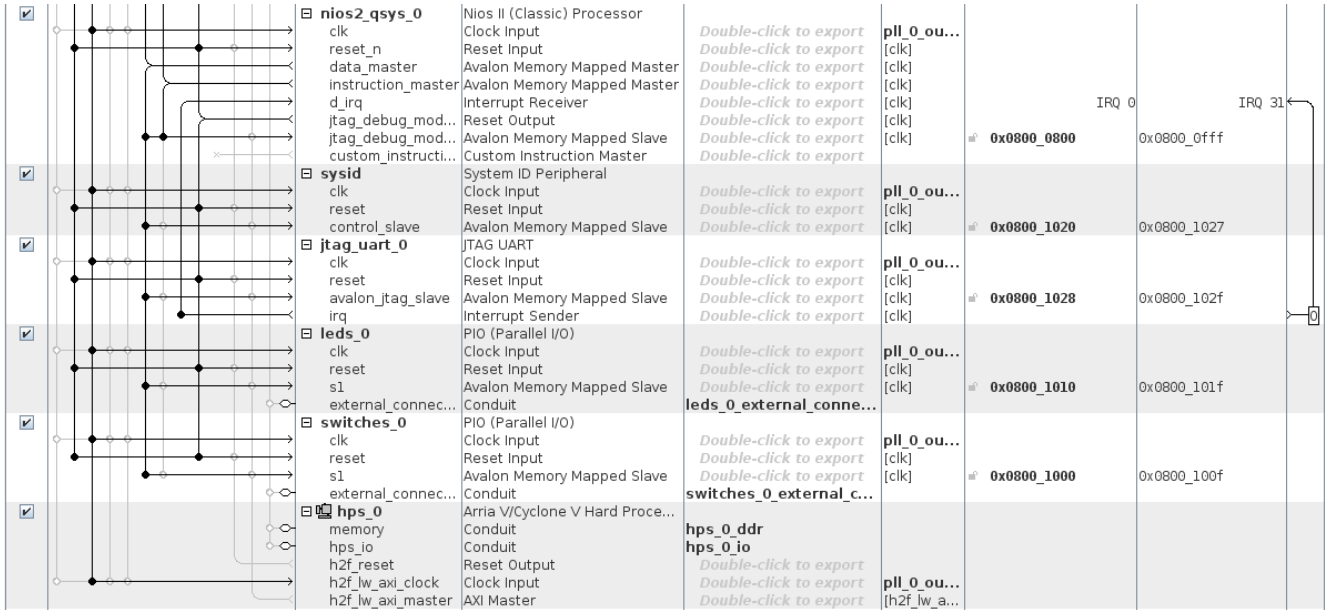 nios2_qsys_0 Nios II (Classic) Processor
clk Clock Input Double-click to export pll_0_ou...
reset_n Reset Input Double-click to export [clk]
data_master Avalon Memory Mapped Master Double-click to export [clk]
instruction_master Avalon Memory Mapped Master Double-click to export [clk]
d_irq Interrupt Receiver Double-click to export [clk] IRQ 0 IRQ 31
jtag_debug_mod... Reset Output Double-click to export [clk]
jtag_debug_mod... Avalon Memory Mapped Slave Double-click to export [clk] 0x0800_0800 0x0800_0fff
custom_instructi... Custom Instruction Master Double-click to export
sysid System ID Peripheral
clk Clock Input Double-click to export pll_0_ou...
reset Reset Input Double-click to export [clk]
control_slave Avalon Memory Mapped Slave Double-click to export [clk] 0x0800_1020 0x0800_1027
jtag_uart_0 JTAG UART
clk Clock Input Double-click to export pll_0_ou...
reset Reset Input Double-click to export [clk]
avalon_jtag_slave Avalon Memory Mapped Slave Double-click to export [clk] 0x0800_1028 0x0800_102f
irq Interrupt Sender Double-click to export [clk] 0
leds_0 PIO (Parallel I/O)
clk Clock Input Double-click to export pll_0_ou...
reset Reset Input Double-click to export [clk]
s1 Avalon Memory Mapped Slave Double-click to export [clk] 0x0800_1010 0x0800_101f
external_connec... Conduit leds_0_external_conne...
switches_0 PIO (Parallel I/O)
clk Clock Input Double-click to export pll_0_ou...
reset Reset Input Double-click to export [clk]
s1 Avalon Memory Mapped Slave Double-click to export [clk] 0x0800_1000 0x0800_100f
external_connec... Conduit switches_0_external_c...
hps_0 Arria V/Cyclone V Hard Proce...
memory Conduit hps_0_ddr
hps_io Conduit hps_0_io
h2f_reset Reset Output Double-click to export
h2f_lw_axi_clock Clock Input Double-click to export pll_0_ou...
h2f_lw_axi_master AXI Master Double-click to export [h2f_lw_a...